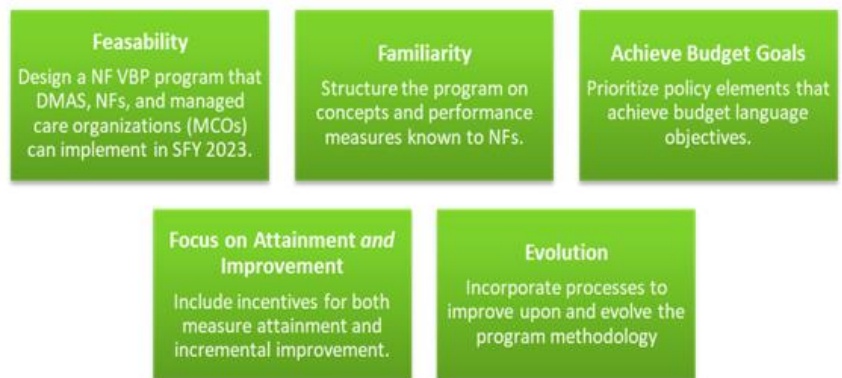 Feasability
Design a NF VBP program that
DMAS, NFs, and managed
care organizations (MCOs)
can implement in SFY 2023.
Familiarity
Structure the program on
concepts and performance
measures known to NFs.
Achieve Budget Goals
Prioritize policy elements that
achieve budget language
objectives.
Focus on Attainment and
Improvement
Include incentives for both
measure attainment and
incremental improvement.
Evolution
Incorporate processes to
improve upon and evolve the
program methodology